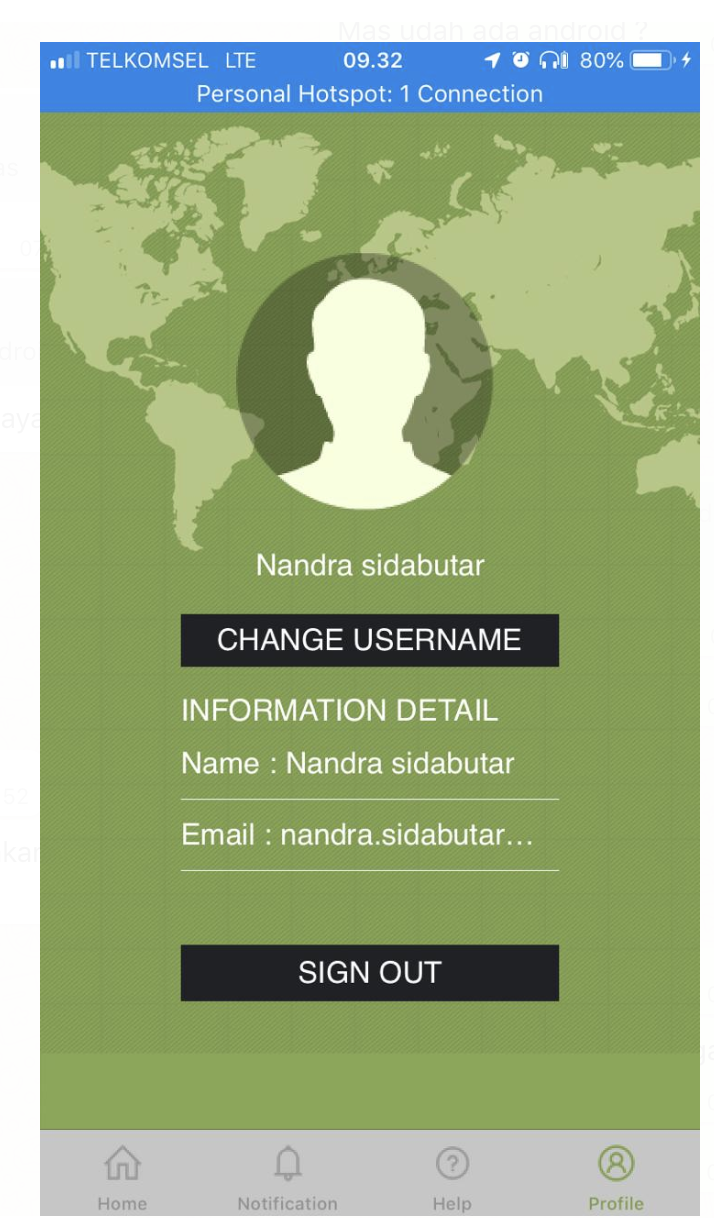 Mas udah ada android ?
TELKOMSEL LTE 09.32 80%
Personal Hotspot: 1 Connection
Nandra sidabutar
CHANGE USERNAME
INFORMATION DETAIL
Name : Nandra sidabutar
Email : nandra.sidabutar...
SIGN OUT
Home Notification Help Profile